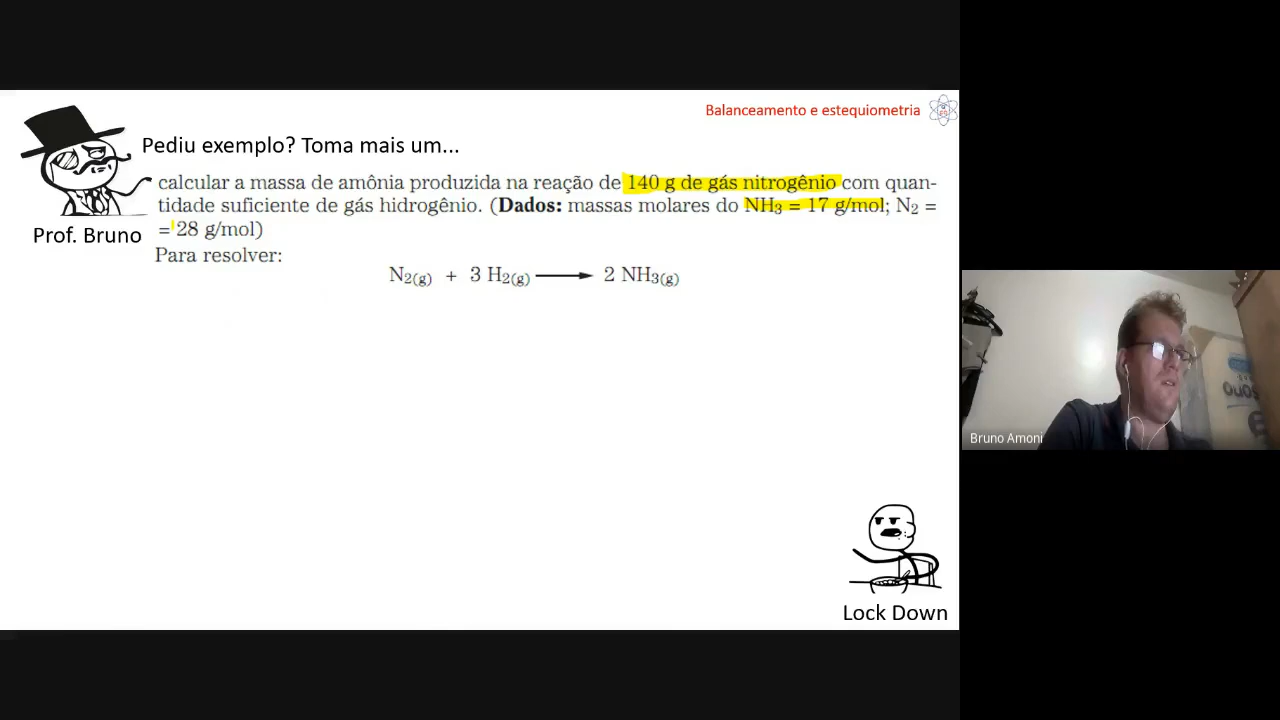 Balanceamento e estequiometria
Pediu exemplo? Toma mais um...
calcular a massa de amônia produzida na reação de 140 g de gás nitrogênio com quan-
tidade suficiente de gás hidrogênio. (Dados: massas molares do NH₃ = 17 g/mol; N₂ =
= 28 g/mol)
Prof. Bruno
Para resolver:
N₂(g) + 3 H₂(g) ⟶ 2 NH₃(g)
Bruno Amoni
Lock Down